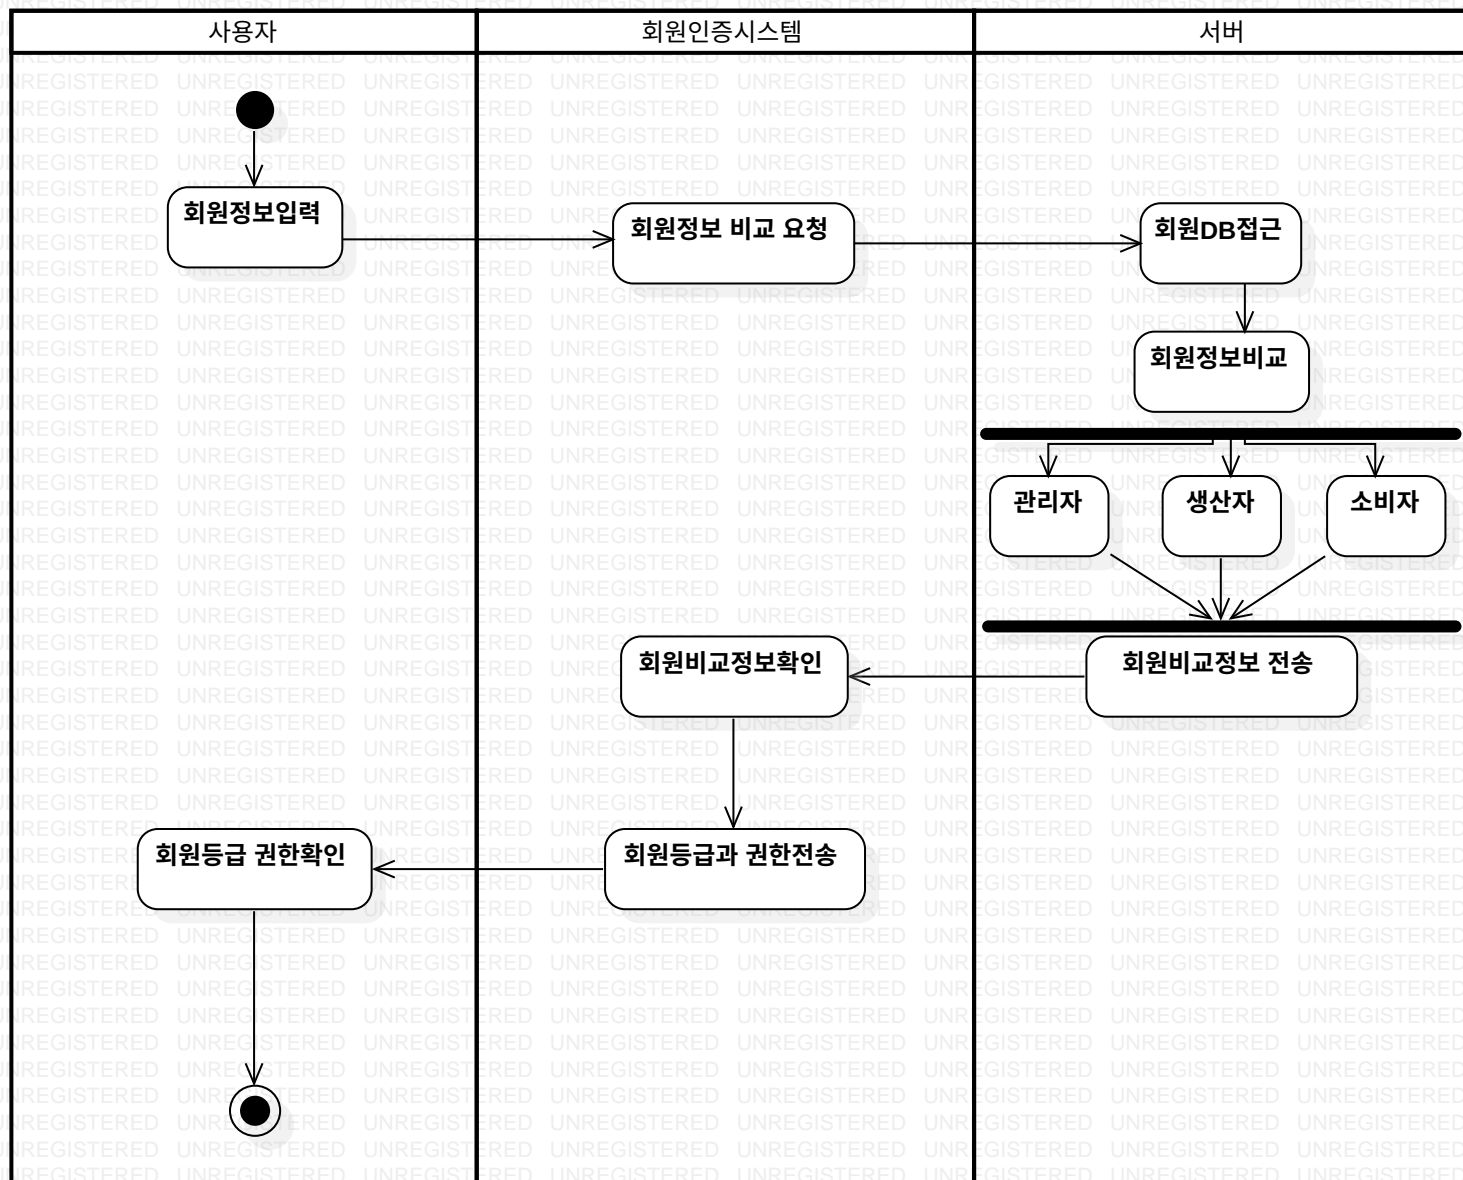 사용자
회원인증시스템
서버
회원정보입력
회원정보 비교 요청
회원DB접근
회원정보비교
관리자
생산자
소비자
회원비교정보확인
회원비교정보 전송
회원등급 권한확인
회원등급과 권한전송
UNREGISTERED